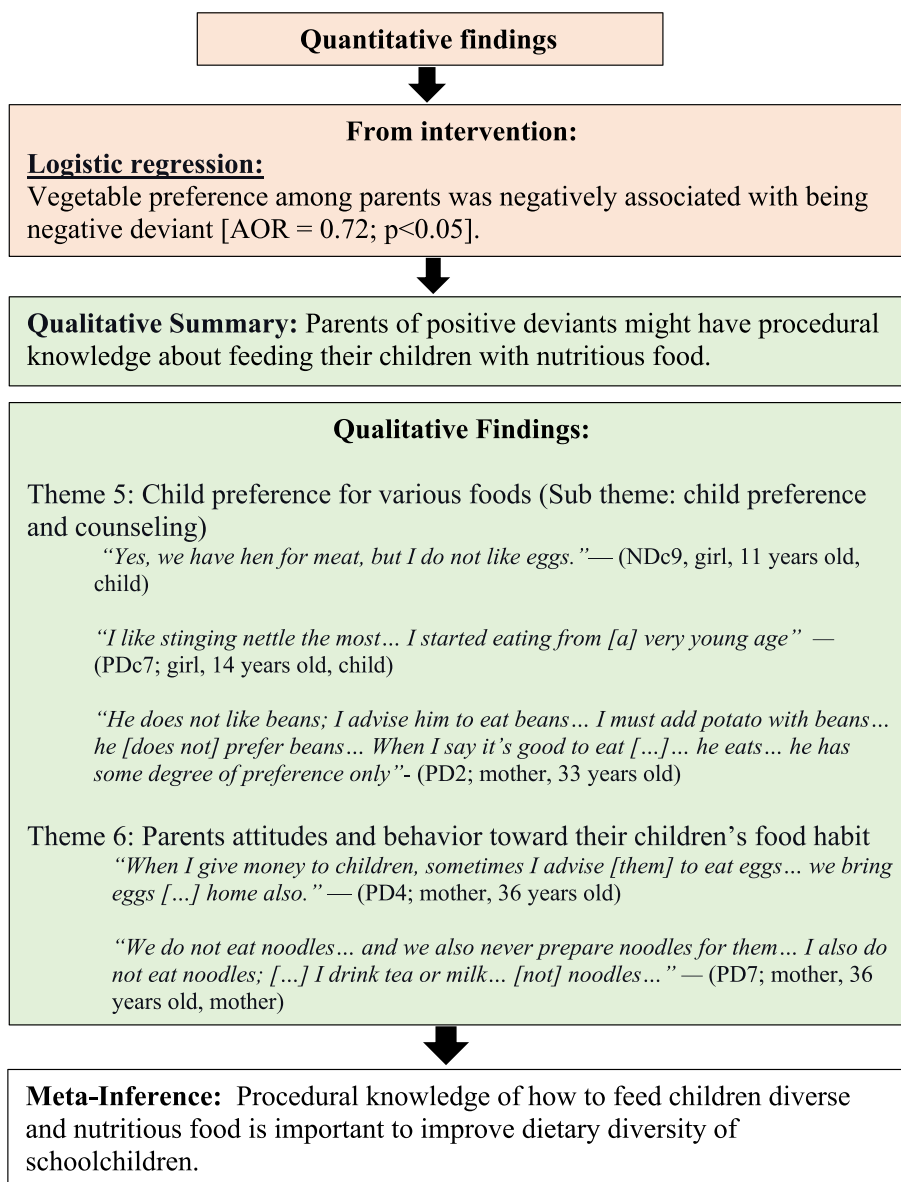 Quantitative findings
From intervention:
Logistic regression:
Vegetable preference among parents was negatively associated with being
negative deviant [AOR = 0.72; p<0.05].
Qualitative Summary: Parents of positive deviants might have procedural
knowledge about feeding their children with nutritious food.
Qualitative Findings:
Theme 5: Child preference for various foods (Sub theme: child preference
and counseling)
“Yes, we have hen for meat, but I do not like eggs.”— (NDc9, girl, 11 years old,
child)
“I like stinging nettle the most… I started eating from [a] very young age” —
(PDc7; girl, 14 years old, child)
“He does not like beans; I advise him to eat beans… I must add potato with beans…
he [does not] prefer beans… When I say it’s good to eat […]… he eats… he has
some degree of preference only”- (PD2; mother, 33 years old)
Theme 6: Parents attitudes and behavior toward their children’s food habit
“When I give money to children, sometimes I advise [them] to eat eggs… we bring
eggs […] home also.” — (PD4; mother, 36 years old)
“We do not eat noodles… and we also never prepare noodles for them… I also do
not eat noodles; […] I drink tea or milk… [not] noodles…” — (PD7; mother, 36
years old, mother)
Meta-Inference: Procedural knowledge of how to feed children diverse
and nutritious food is important to improve dietary diversity of
schoolchildren.